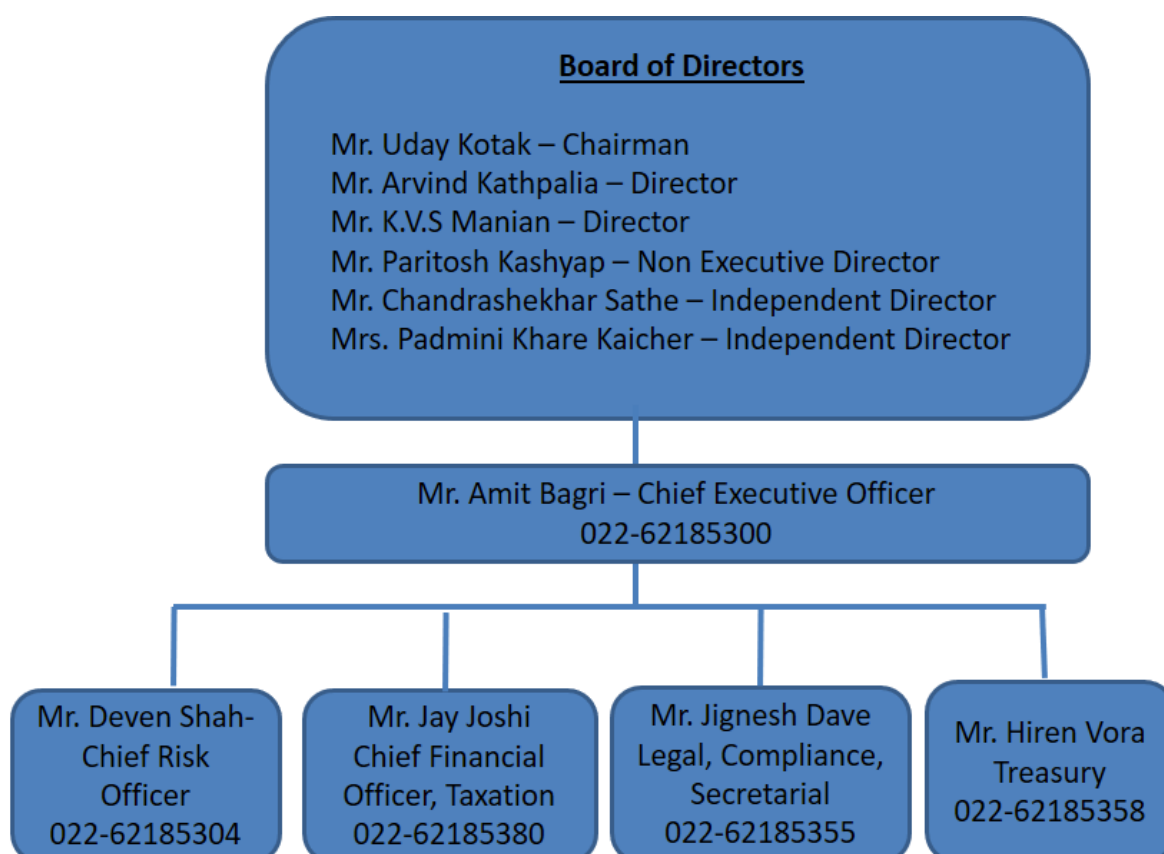 Board of Directors
Mr. Uday Kotak – Chairman
Mr. Arvind Kathpalia – Director
Mr. K.V.S Manian – Director
Mr. Paritosh Kashyap – Non Executive Director
Mr. Chandrashekhar Sathe – Independent Director
Mrs. Padmini Khare Kaicher – Independent Director
Mr. Amit Bagri – Chief Executive Officer
022-62185300
Mr. Deven Shah-
Chief Risk
Officer
022-62185304
Mr. Jay Joshi
Chief Financial
Officer, Taxation
022-62185380
Mr. Jignesh Dave
Legal, Compliance,
Secretarial
022-62185355
Mr. Hiren Vora
Treasury
022-62185358